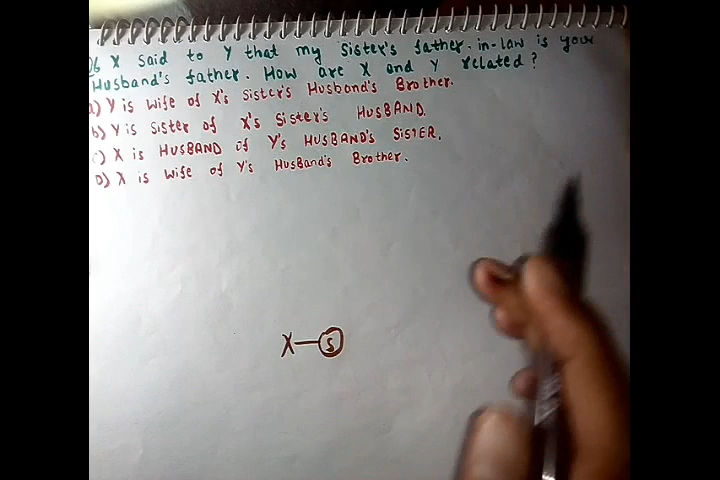 Q6 X said to Y that my sister's father-in-law is your
Husband's father. How are X and Y related?
a) Y is wife of X's sister's Husband's Brother.
b) Y is sister of X's sister's HUSBAND.
c) X is HUSBAND of Y's HUSBAND's SISTER.
D) X is wife of Y's Husband's Brother.
X S